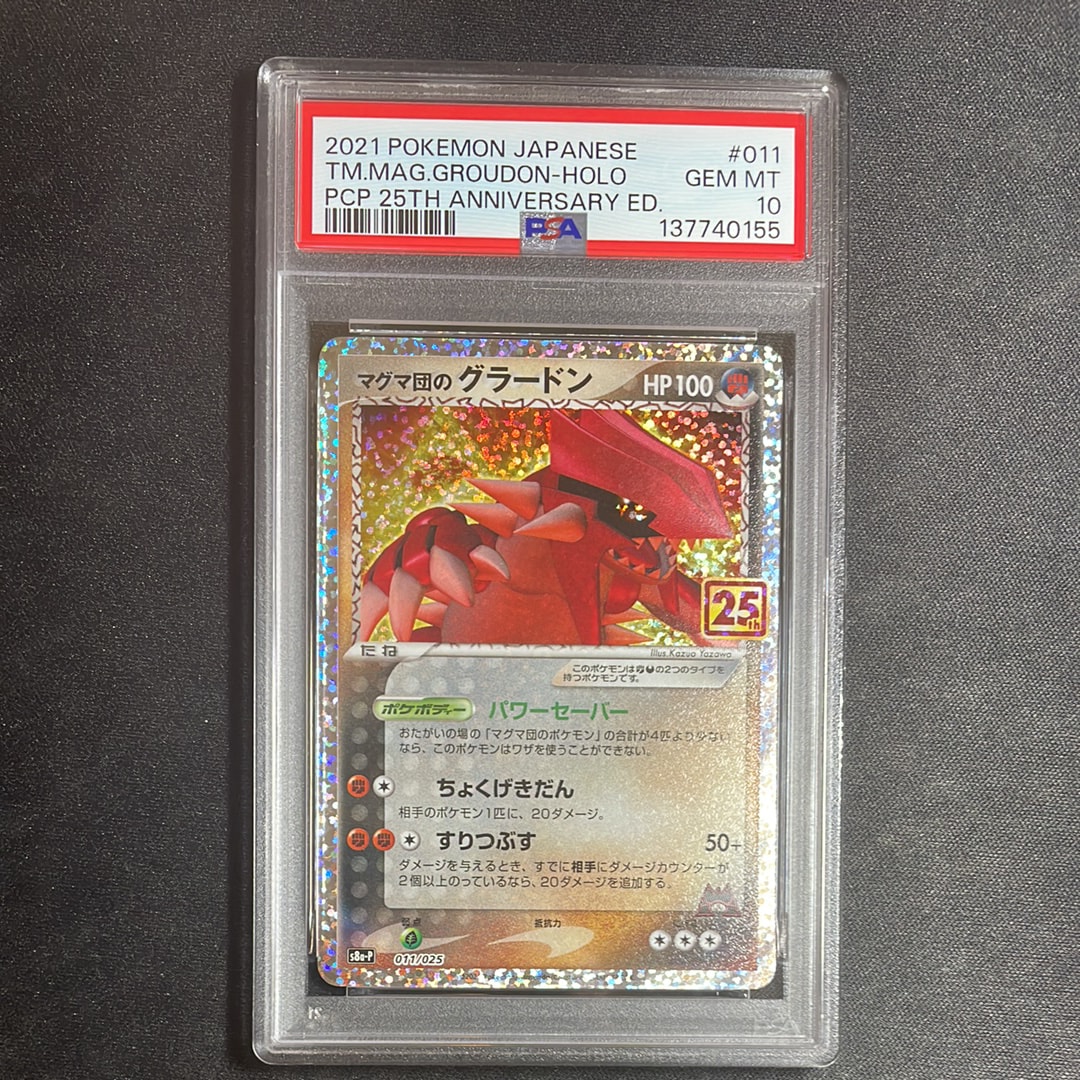 2021 POKEMON JAPANESE #011
TM.MAG.GROUDON-HOLO GEM MT
PCP 25TH ANNIVERSARY ED. 10
PSA 137740155
マグマ団の グラードン HP100
25th
たね
illus.Kazuo Yazawa
このポケモンは の2つのタイプを
持つポケモンです。
ポケボディー パワーセーバー
おたがいの場の「マグマ団のポケモン」の合計が4匹より少ない
なら、このポケモンはワザを使うことができない。
ちょくげきだん
相手のポケモン1匹に、20ダメージ。
すりつぶす 50+
ダメージを与えるとき、すでに相手にダメージカウンターが
2個以上のっているなら、20ダメージを追加する。
弱点 抵抗力
s8a-P 011/025